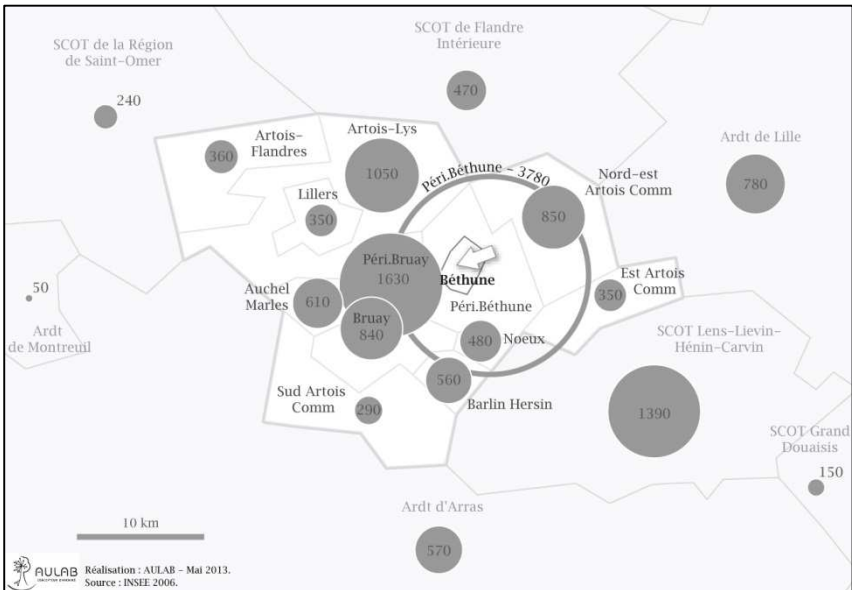 SCOT de la Région
de Saint-Omer
240
SCOT de Flandre
Intérieure
470
Artois-
Flandres
360
Artois-Lys
1050
Péri.Béthune - 3780
Nord-est
Artois Comm
850
Ardt de Lille
780
Lillers
350
Péri.Bruay
1630
Béthune
Est Artois
Comm
350
50
Ardt
de Montreuil
Auchel
Marles
610
Bruay
840
Péri.Béthune
480
Noeux
SCOT Lens-Lievin-
Hénin-Carvin
1390
560
Barlin Hersin
Sud Artois
Comm
290
SCOT Grand
Douaisis
150
10 km
Ardt d'Arras
570
AULAB
Réalisation : AULAB - Mai 2013.
Source : INSEE 2006.